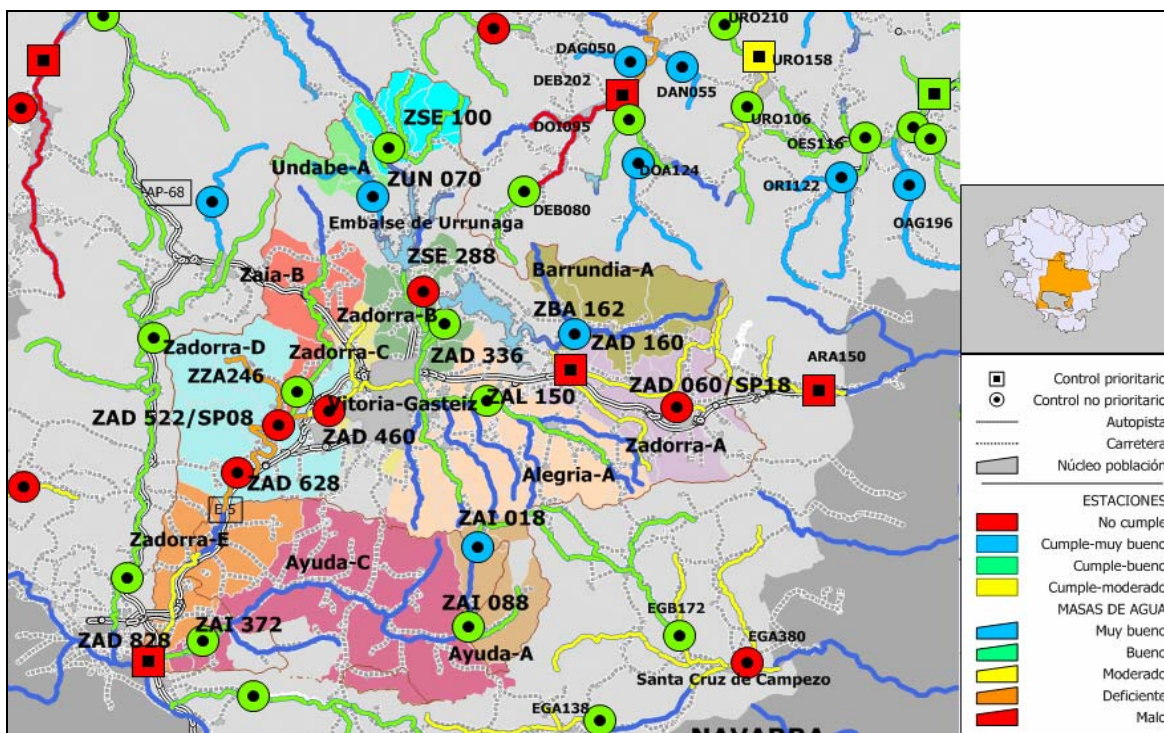 URO210
DAG050
URO158
DEB202
DAN055
ZSE 100
DOI095
URO106
OES116
Undabe-A
ZUN 070
DOA124
ORI122
AP-68
DEB080
OAG196
Embalse de Urrunaga
ZSE 288
Zaia-B
Barrundia-A
Zadorra-B
ZBA 162
Zadorra-D
Zadorra-C
ZAD 336
ZAD 160
ARA150
ZZA246
ZAL 150
ZAD 060/SP18
Vitoria-Gasteiz
ZAD 522/SP08
ZAD 460
Zadorra-A
ZAD 628
Alegria-A
E-5
ZAI 018
Zadorra-E
Ayuda-C
ZAI 088
EGB172
EGA380
ZAD 828
ZAI 372
Ayuda-A
Santa Cruz de Campezo
EGA138
NAVARRA
Control prioritario
Control no prioritario
Autopista
Carretera
Núcleo población
ESTACIONES
No cumple
Cumple-muy bueno
Cumple-bueno
Cumple-moderado
MASAS DE AGUA
Muy bueno
Bueno
Moderado
Deficiente
Malo